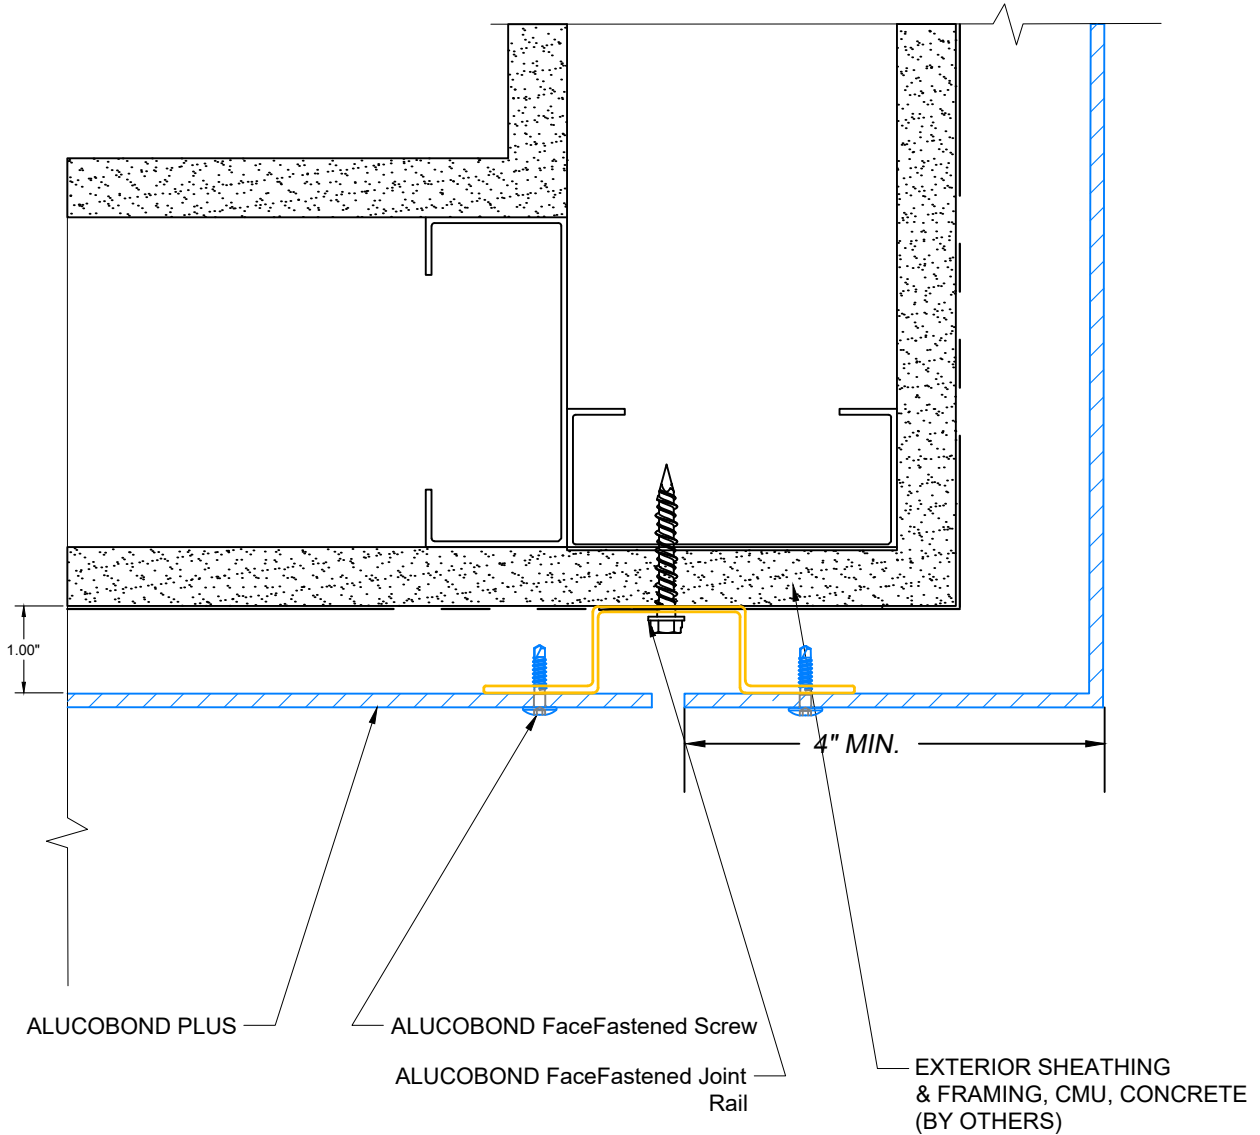 1.00"
4" MIN.
ALUCOBOND PLUS
ALUCOBOND FaceFastened Screw
ALUCOBOND FaceFastened Joint
Rail
EXTERIOR SHEATHING
& FRAMING, CMU, CONCRETE
(BY OTHERS)